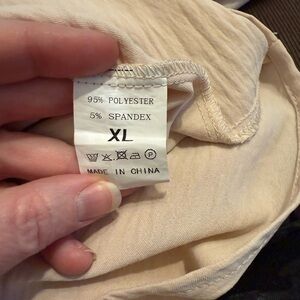 95% POLYESTER
5% SPANDEX
XL
MADE IN CHINA